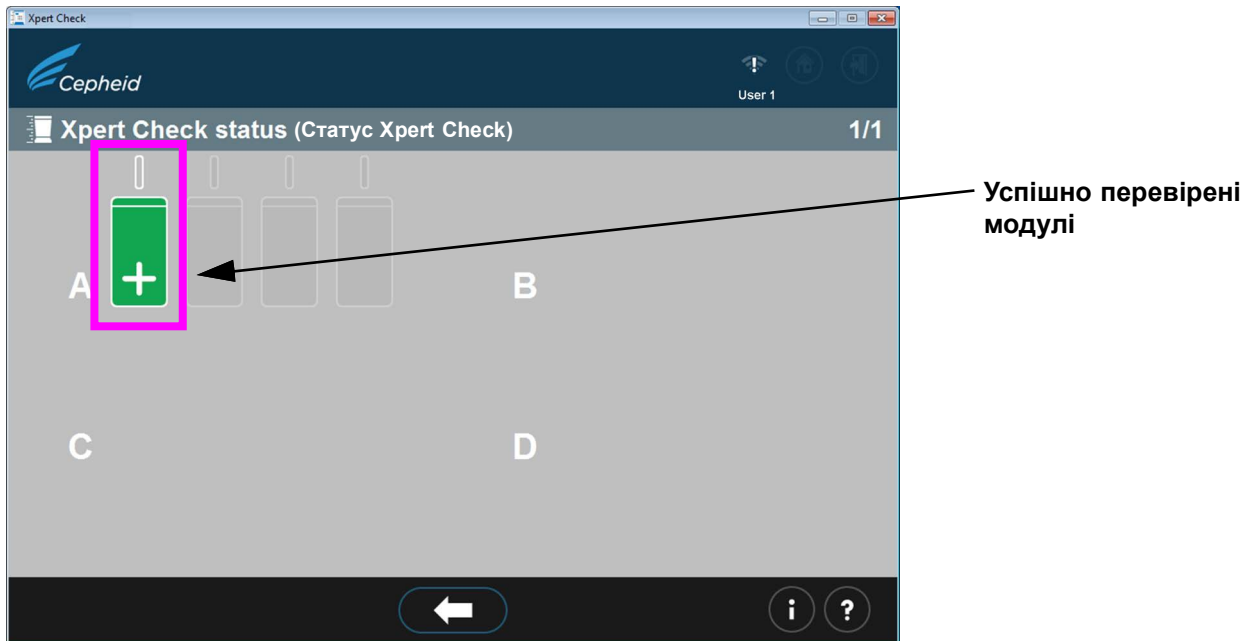 Xpert Check
Cepheid
User 1
Xpert Check status (Статус Xpert Check)
1/1
Успішно перевірені
модулі
A
B
C
D
i
?